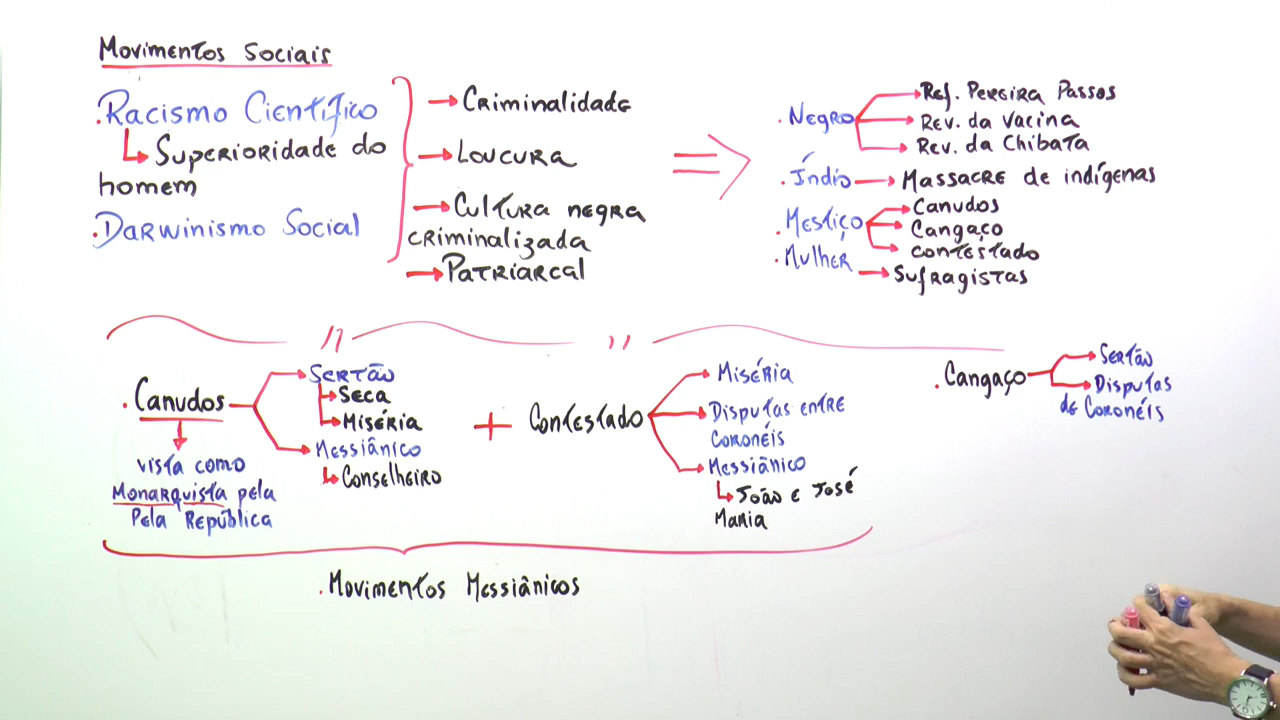 Movimentos Sociais
.Racismo Científico
Superioridade do
homem
.Darwinismo Social
Criminalidade
Loucura
Cultura negra
criminalizada
Patriarcal
.Negro
Ref. Pereira Passos
Rev. da Vacina
Rev. da Chibata
.Índio
Massacre de indígenas
.Mestiço
Canudos
Cangaço
Contestado
.Mulher
Sufragistas
.Canudos
vista como
Monarquista pela
Pela República
Sertão
Seca
Miséria
Messiânico
Conselheiro
+
Contestado
Miséria
Disputas entre
Coronéis
Messiânico
João e José
Maria
.Cangaço
Sertão
Disputas
de Coronéis
.Movimentos Messiânicos